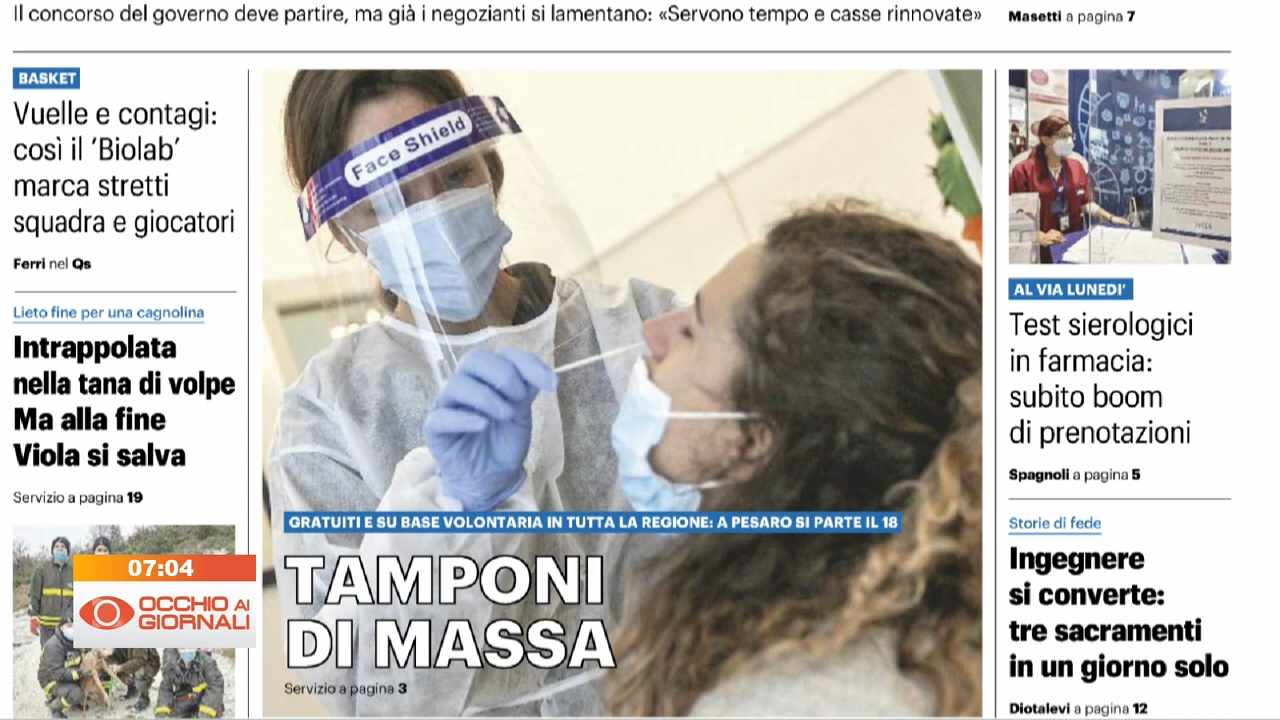 Il concorso del governo deve partire, ma già i negozianti si lamentano: «Servono tempo e casse rinnovate»
Masetti a pagina 7
BASKET
Vuelle e contagi:
così il ‘Biolab’
marca stretti
squadra e giocatori
Ferri nel Qs
Lieto fine per una cagnolina
Intrappolata
nella tana di volpe
Ma alla fine
Viola si salva
Servizio a pagina 19
07:04
OCCHIO AI
GIORNALI
Face Shield
GRATUITI E SU BASE VOLONTARIA IN TUTTA LA REGIONE: A PESARO SI PARTE IL 18
TAMPONI
DI MASSA
Servizio a pagina 3
AL VIA LUNEDI’
Test sierologici
in farmacia:
subito boom
di prenotazioni
Spagnoli a pagina 5
Storie di fede
Ingegnere
si converte:
tre sacramenti
in un giorno solo
Diotalevi a pagina 12